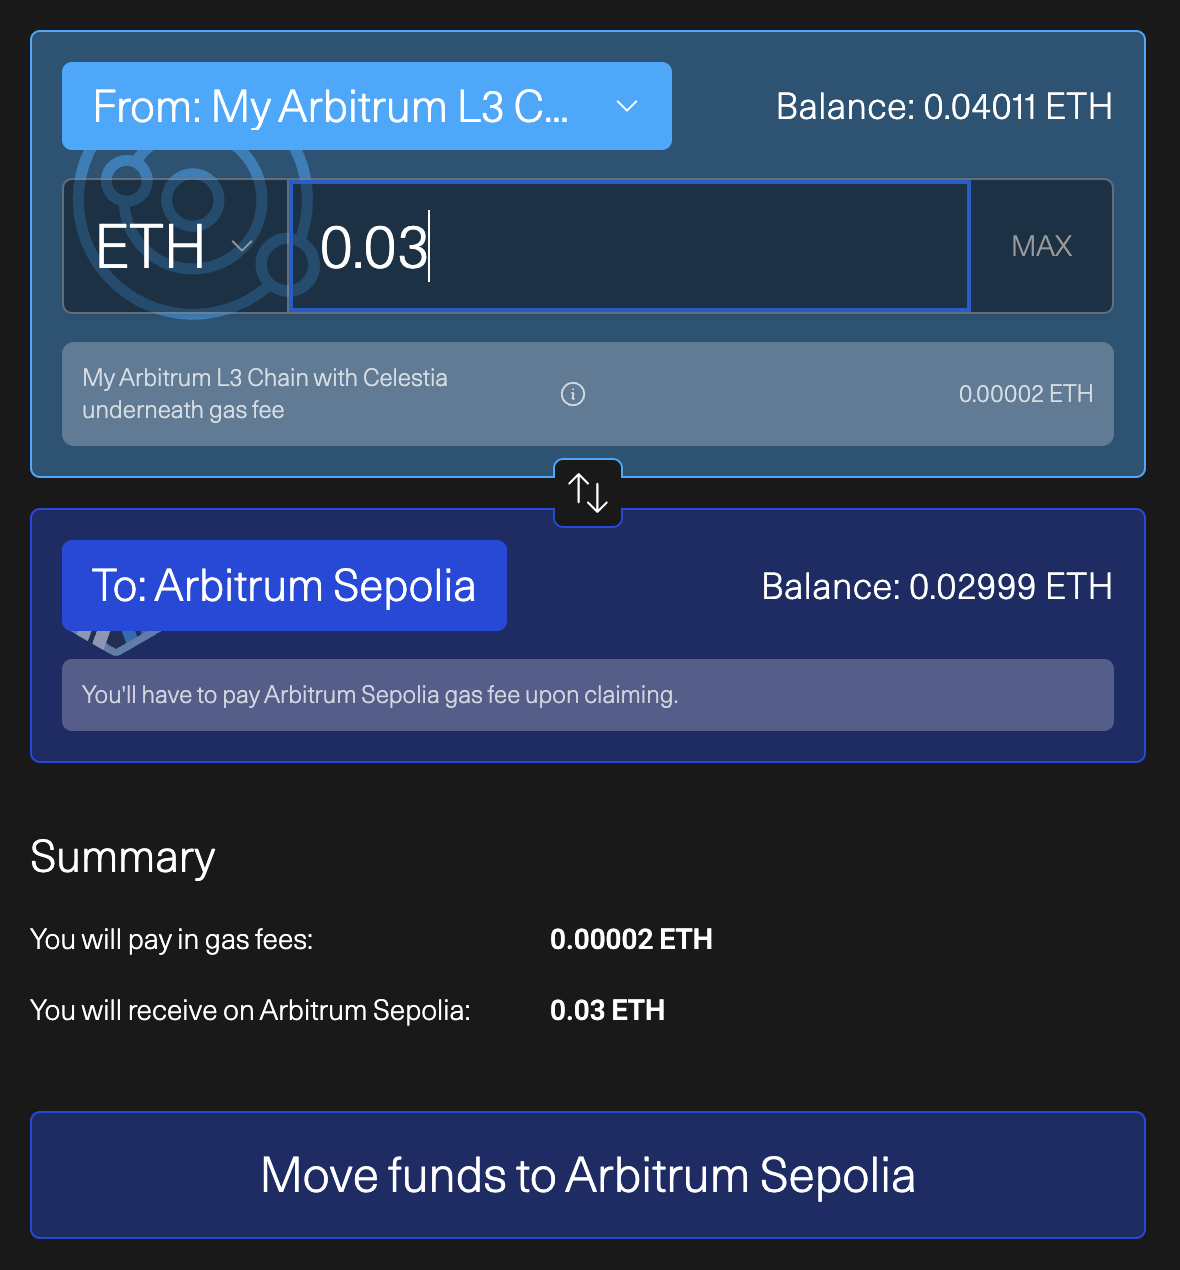 From: My Arbitrum L3 C...
Balance: 0.04011 ETH
ETH
0.03
MAX
My Arbitrum L3 Chain with Celestia
underneath gas fee
0.00002 ETH
To: Arbitrum Sepolia
Balance: 0.02999 ETH
You'll have to pay Arbitrum Sepolia gas fee upon claiming.
Summary
You will pay in gas fees:
0.00002 ETH
You will receive on Arbitrum Sepolia:
0.03 ETH
Move funds to Arbitrum Sepolia